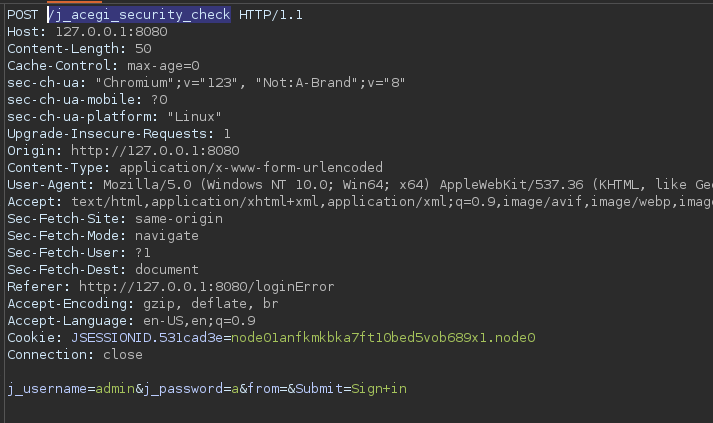 POST /j_acegi_security_check HTTP/1.1
Host: 127.0.0.1:8080
Content-Length: 50
Cache-Control: max-age=0
sec-ch-ua: "Chromium";v="123", "Not:A-Brand";v="8"
sec-ch-ua-mobile: ?0
sec-ch-ua-platform: "Linux"
Upgrade-Insecure-Requests: 1
Origin: http://127.0.0.1:8080
Content-Type: application/x-www-form-urlencoded
User-Agent: Mozilla/5.0 (Windows NT 10.0; Win64; x64) AppleWebKit/537.36 (KHTML, like Gec
Accept: text/html,application/xhtml+xml,application/xml;q=0.9,image/avif,image/webp,imag
Sec-Fetch-Site: same-origin
Sec-Fetch-Mode: navigate
Sec-Fetch-User: ?1
Sec-Fetch-Dest: document
Referer: http://127.0.0.1:8080/loginError
Accept-Encoding: gzip, deflate, br
Accept-Language: en-US,en;q=0.9
Cookie: JSESSIONID.531cad3e=node01anfkmkbka7ft10bed5vob689x1.node0
Connection: close
j_username=admin&j_password=a&from=&Submit=Sign+in